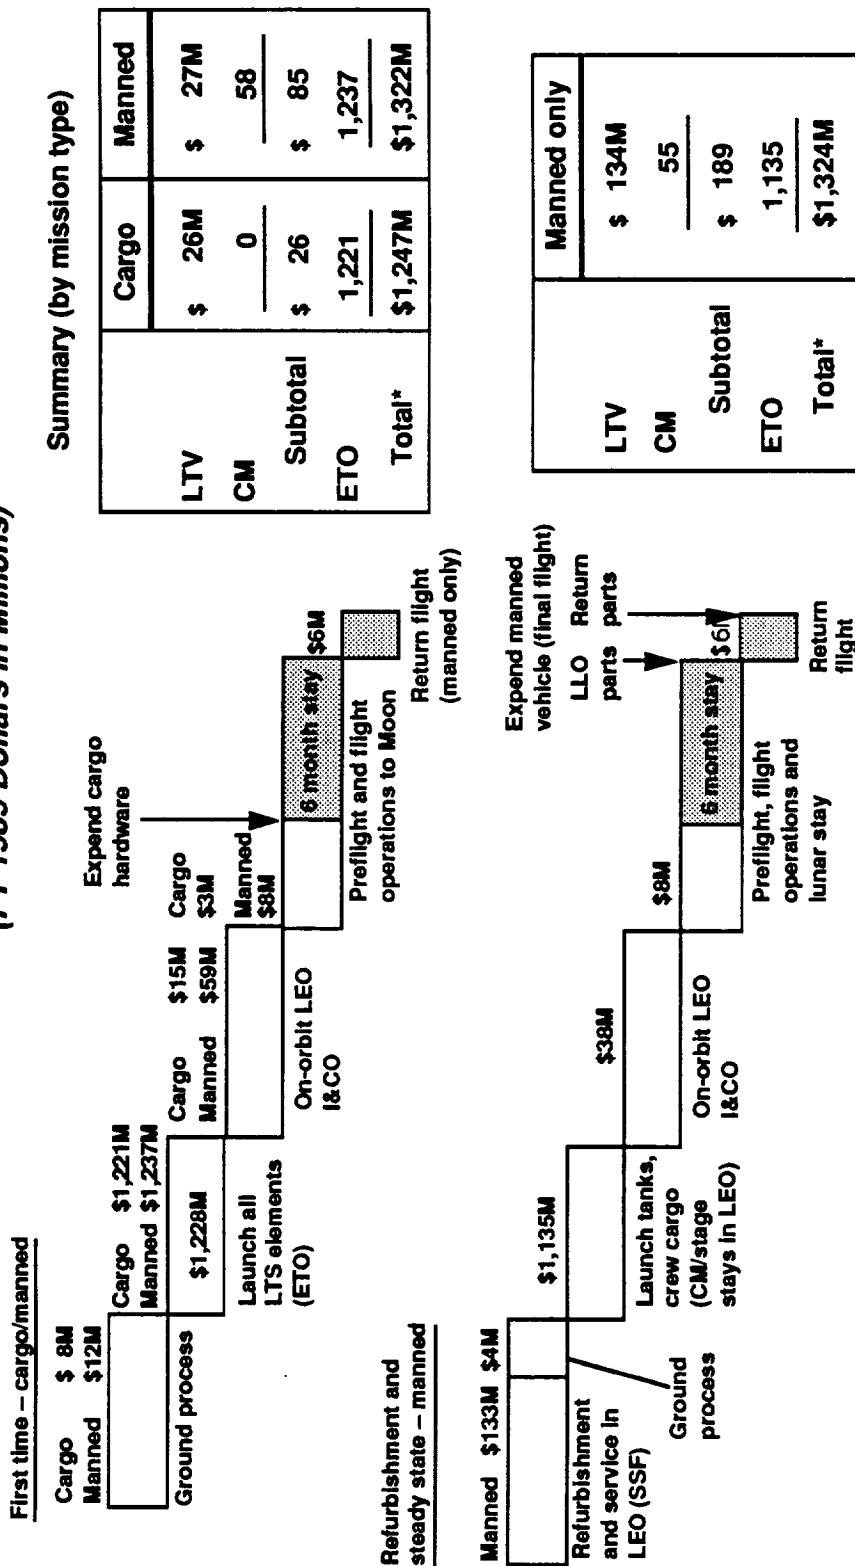 Dollars in Millions)
First time – cargo/manned
Cargo $ 8M
Manned $12M
Ground process
Cargo $1,221M
Manned $1,237M
$1,228M
Launch all
LTS elements
(ETO)
Cargo $15M
Manned $59M
On-orbit LEO
I&CO
Cargo
$3M
Manned
$8M
Expend cargo
hardware
6 month stay
Preflight and flight
operations to Moon
$6M
Return flight
(manned only)
Summary (by mission type)
Cargo Manned
LTV $ 26M $ 27M
CM 0 58
Subtotal $ 26 $ 85
ETO 1,221 1,237
Total* $1,247M $1,322M
Refurbishment and
steady state – manned
Manned $133M $4M
Refurbishment
and service in
LEO (SSF)
Ground
process
$1,135M
Launch tanks,
crew cargo
(CM/stage
stays in LEO)
$38M
On-orbit LEO
I&CO
$8M
6 month stay
Preflight, flight
operations and
lunar stay
Expend manned
vehicle (final flight)
LLO Return
parts parts
$6M
Return
flight
Manned only
LTV $ 134M
CM 55
Subtotal $ 189
ETO 1,135
Total* $1,324M